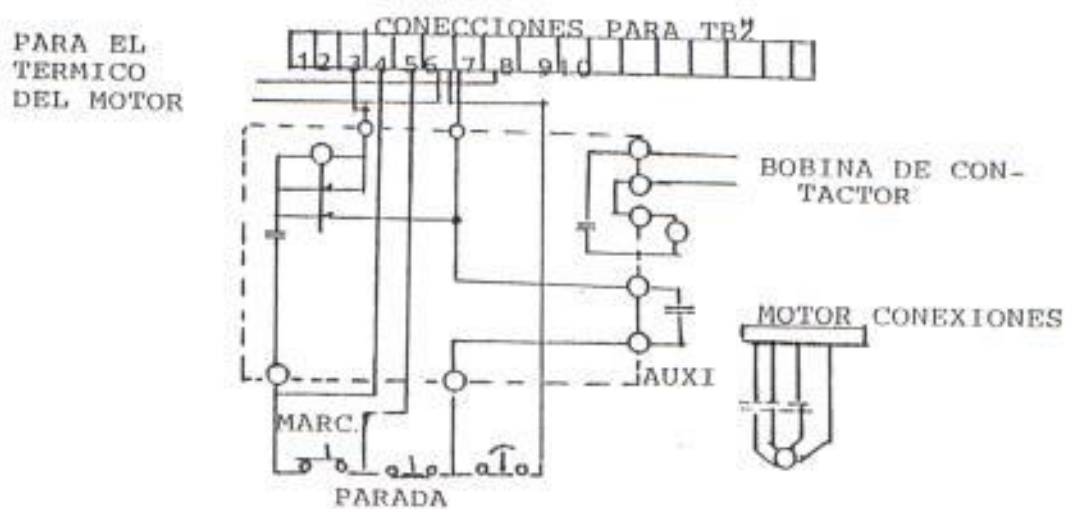 CONECCIONES PARA TB4
PARA EL
TERMICO
DEL MOTOR
1 2 3 4 5 6 7 8 9 10
BOBINA DE CON-
TACTOR
MOTOR CONEXIONES
AUXI
MARC.
PARADA